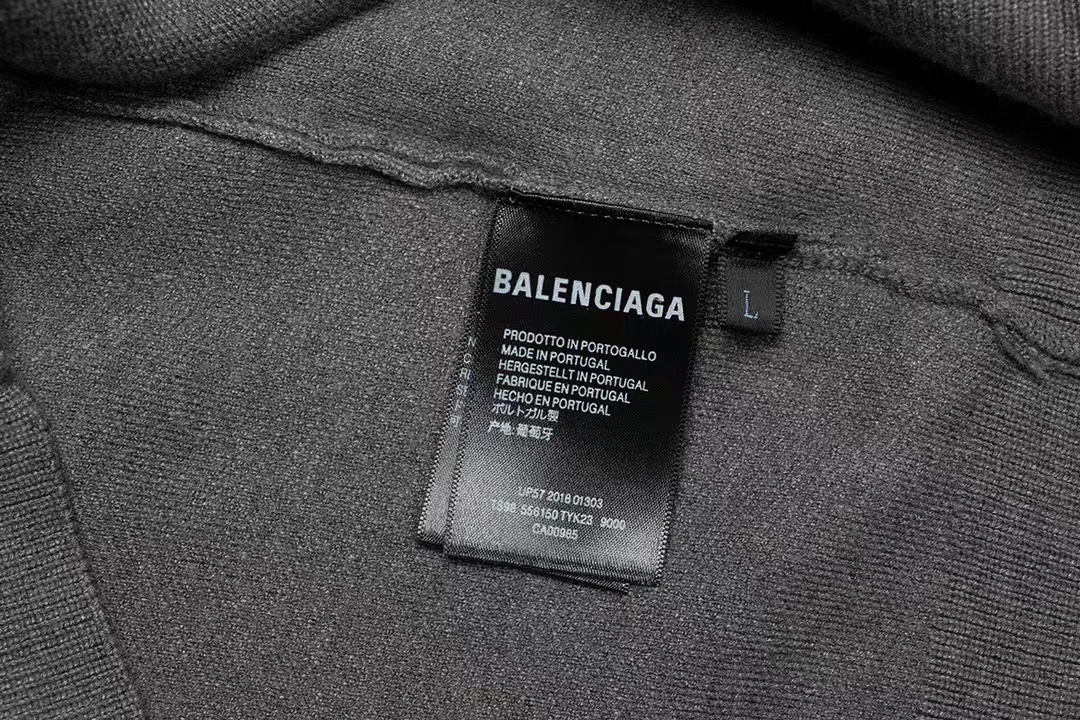 BALENCIAGA
L
PRODOTTO IN PORTOGALLO
MADE IN PORTUGAL
HERGESTELLT IN PORTUGAL
FABRIQUE EN PORTUGAL
HECHO EN PORTUGAL
ポルトガル製
产地:葡萄牙
UP57 2018 01303
TS98 556150 TYK23 9000
CA00985